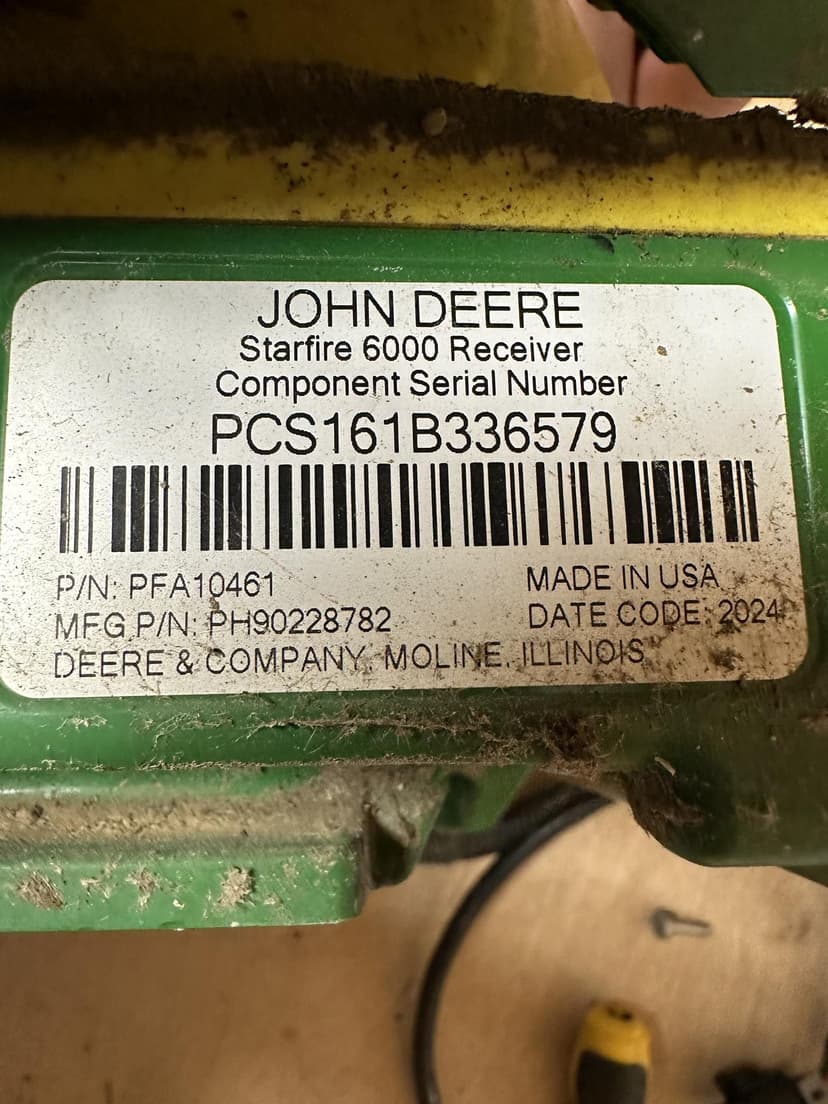 JOHN DEERE
Starfire 6000 Receiver
Component Serial Number
PCS161B336579
P/N: PFA10461
MADE IN USA
MFG P/N: PH90228782
DATE CODE: 2024
DEERE & COMPANY, MOLINE, ILLINOIS